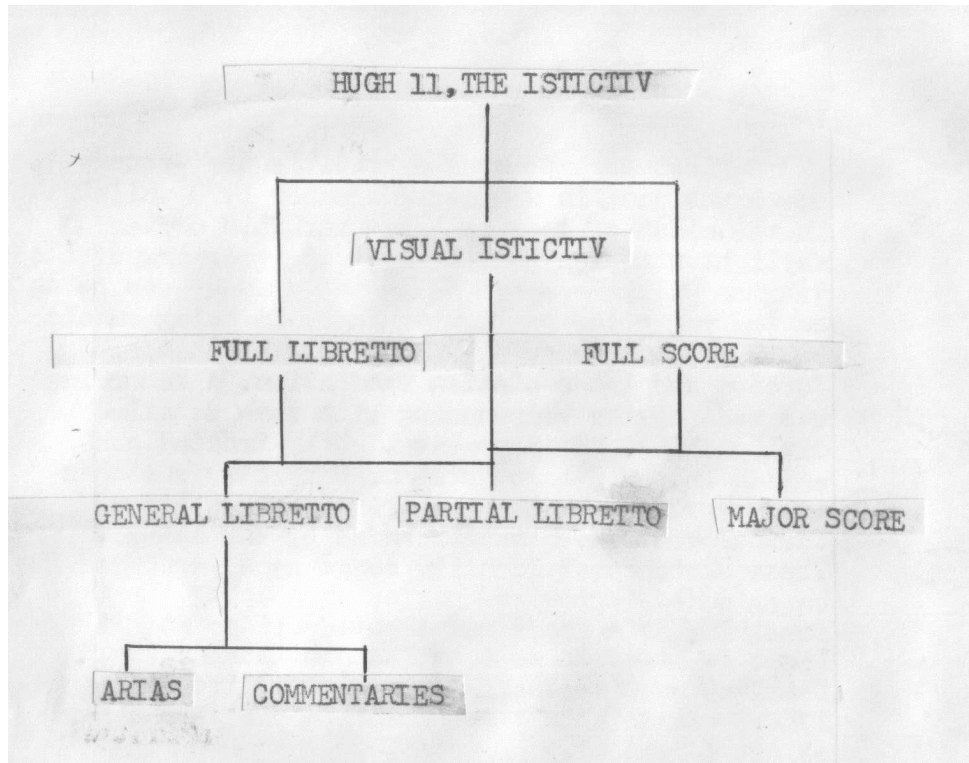 HUGH 11, THE ISTICTIV
VISUAL ISTICTIV
FULL LIBRETTO
FULL SCORE
GENERAL LIBRETTO
PARTIAL LIBRETTO
MAJOR SCORE
ARIAS
COMMENTARIES